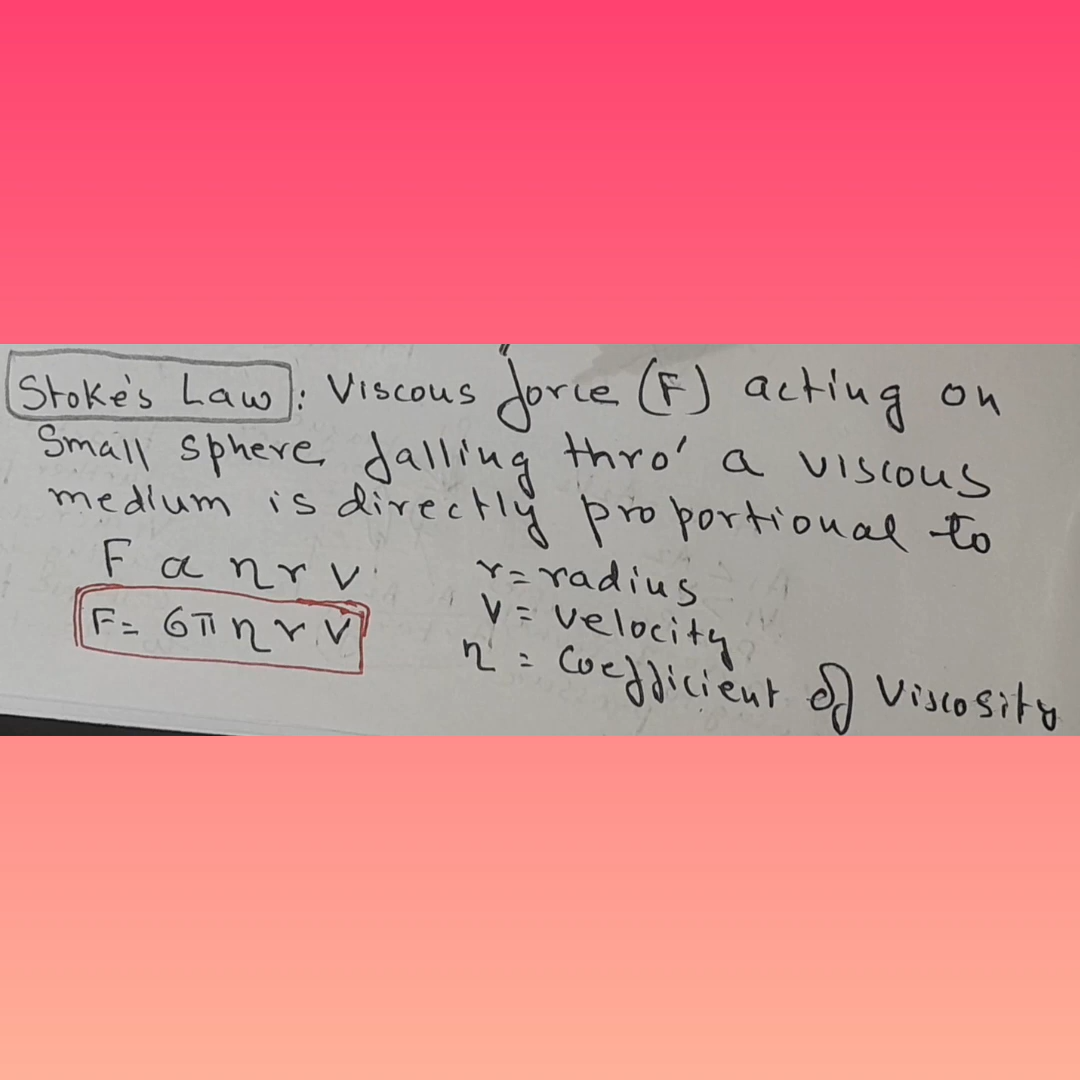 Stoke's Law : Viscous force (F) acting on
Small sphere falling thro' a viscous
medium is directly proportional to
F α η r v r = radius
F = 6π η r v v = velocity
η = Coefficient of Viscosity